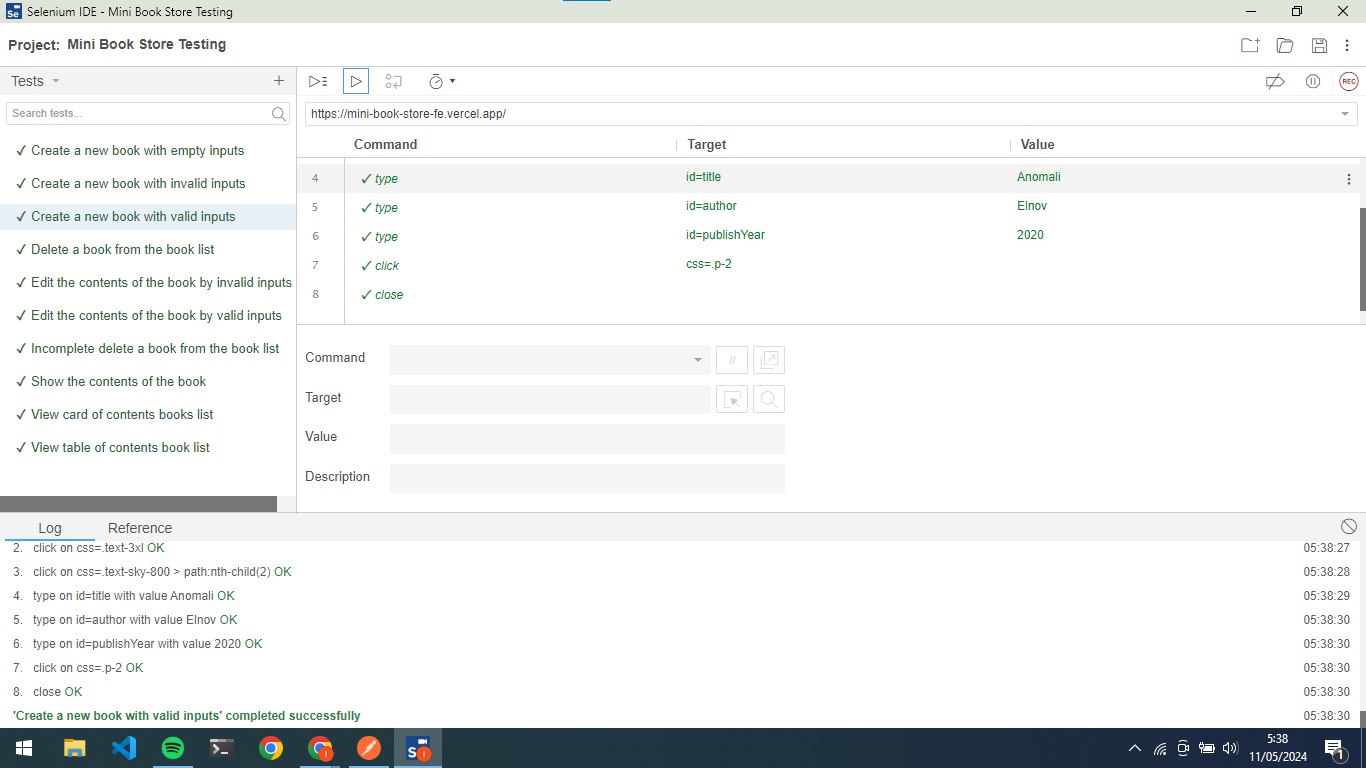 Selenium IDE - Mini Book Store Testing
Project: Mini Book Store Testing
Tests
REC
Search tests...
https://mini-book-store-fe.vercel.app/
Command Target Value
✓ Create a new book with empty inputs
✓ Create a new book with invalid inputs
✓ Create a new book with valid inputs
✓ Delete a book from the book list
✓ Edit the contents of the book by invalid inputs
✓ Edit the contents of the book by valid inputs
✓ Incomplete delete a book from the book list
✓ Show the contents of the book
✓ View card of contents books list
✓ View table of contents book list
4 ✓ type id=title Anomali
5 ✓ type id=author Elnov
6 ✓ type id=publishYear 2020
7 ✓ click css=.p-2
8 ✓ close
Command //
Target
Value
Description
Log Reference
2. click on css=.text-3xl OK 05:38:27
3. click on css=.text-sky-800 > path:nth-child(2) OK 05:38:28
4. type on id=title with value Anomali OK 05:38:29
5. type on id=author with value Elnov OK 05:38:30
6. type on id=publishYear with value 2020 OK 05:38:30
7. click on css=.p-2 OK 05:38:30
8. close OK 05:38:30
'Create a new book with valid inputs' completed successfully 05:38:30
5:38
11/05/2024
1